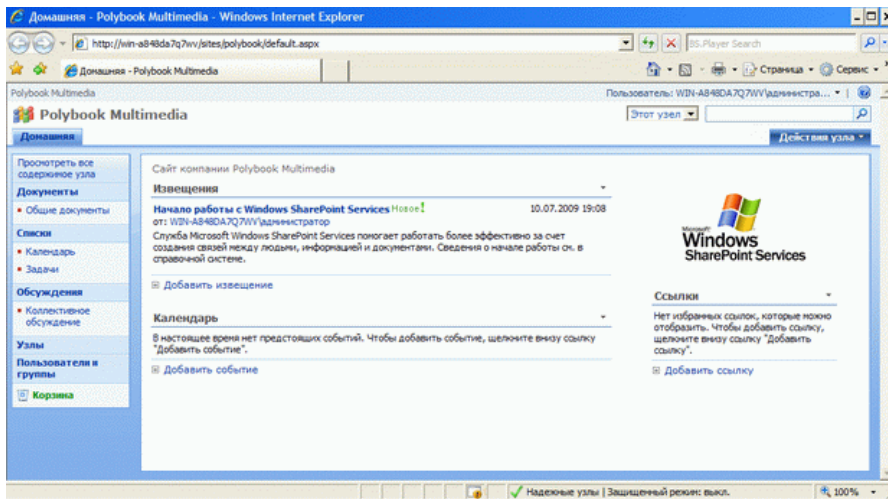 Домашняя - Polybook Multimedia - Windows Internet Explorer
http://win-a848da7q7wv/sites/polybook/default.aspx
BS.Player Search
Домашняя - Polybook Multimedia
Страница
Сервис
Polybook Multimedia
Пользователь: WIN-A848DA7Q7WV\администра...
Polybook Multimedia
Этот узел
Домашняя
Действия узла
Просмотреть все
содержимое узла
Документы
Общие документы
Списки
Календарь
Задачи
Обсуждения
Коллективное
обсуждение
Узлы
Пользователи и
группы
Корзина
Сайт компании Polybook Multimedia
Извещения
Начало работы с Windows SharePoint Services Новое!
10.07.2009 19:08
от: WIN-A848DA7Q7WV\администратор
Служба Microsoft Windows SharePoint Services помогает работать более эффективно за счет
создания связей между людьми, информацией и документами. Сведения о начале работы см. в
справочной системе.
Добавить извещение
Календарь
В настоящее время нет предстоящих событий. Чтобы добавить событие, щелкните внизу ссылку
"Добавить событие".
Добавить событие
Microsoft
Windows
SharePoint Services
Ссылки
Нет избранных ссылок, которые можно
отобразить. Чтобы добавить ссылку,
щелкните внизу ссылку "Добавить
ссылку".
Добавить ссылку
Надежные узлы | Защищенный режим: выкл.
100%